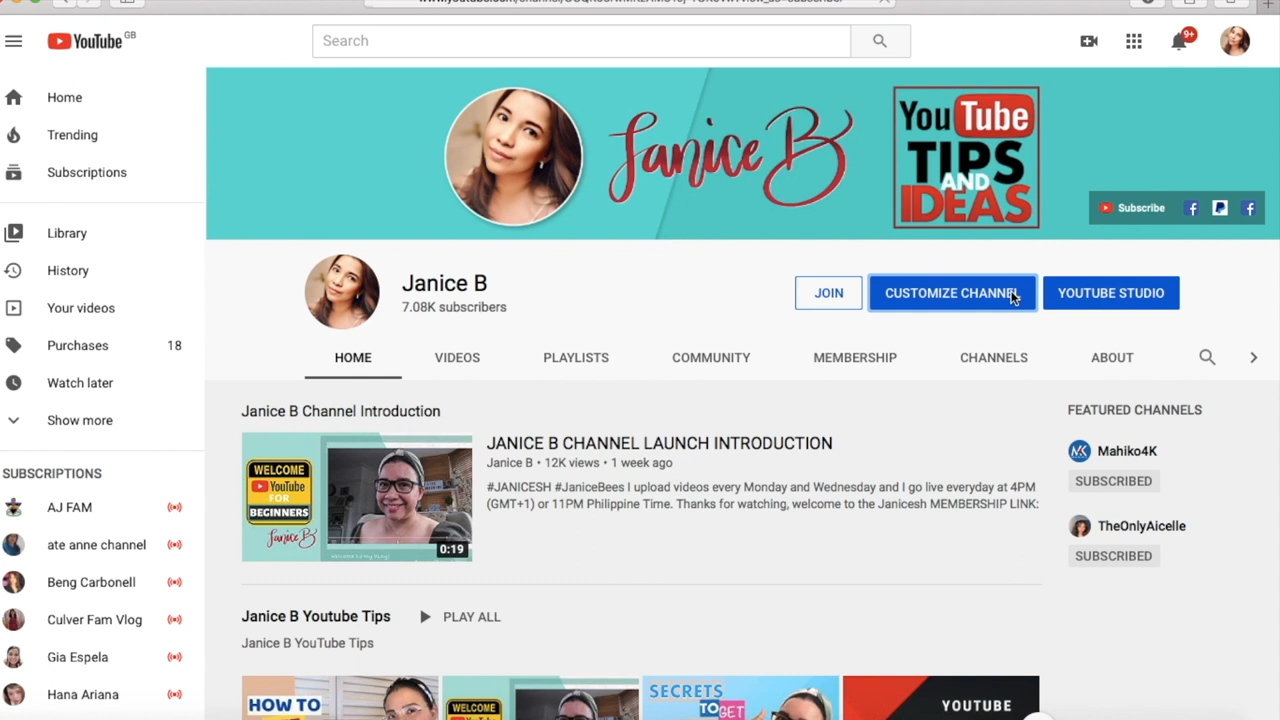 YouTube GB
Search
9+
Home
Trending
Subscriptions
Library
History
Your videos
Purchases 18
Watch later
Show more
SUBSCRIPTIONS
AJ FAM
ate anne channel
Beng Carbonell
Culver Fam Vlog
Gia Espela
Hana Ariana
Janice B
YouTube
TIPS
AND
IDEAS
Subscribe
Janice B
7.08K subscribers
JOIN
CUSTOMIZE CHANNEL
YOUTUBE STUDIO
HOME VIDEOS PLAYLISTS COMMUNITY MEMBERSHIP CHANNELS ABOUT
Janice B Channel Introduction
WELCOME
YouTube
FOR
BEGINNERS
Janice B
0:19
JANICE B CHANNEL LAUNCH INTRODUCTION
Janice B • 12K views • 1 week ago
#JANICESH #JaniceBees I upload videos every Monday and Wednesday and I go live everyday at 4PM
(GMT+1) or 11PM Philippine Time. Thanks for watching, welcome to the Janicesh MEMBERSHIP LINK:
FEATURED CHANNELS
Mahiko4K
SUBSCRIBED
TheOnlyAicelle
SUBSCRIBED
Janice B Youtube Tips PLAY ALL
Janice B YouTube Tips
HOW TO
WELCOME
SECRETS
TO GET
YOUTUBE